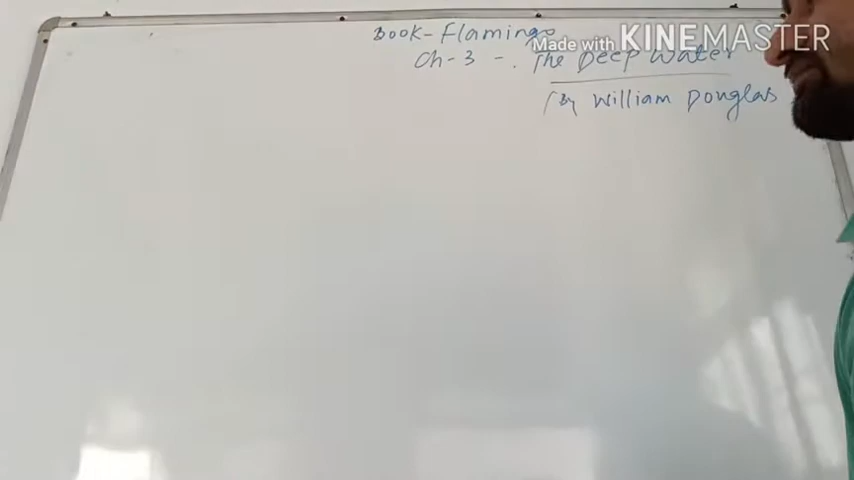 Book- Flamingo
Made with KINEMASTER
Ch-3 - . The Deep Water
(By William Douglas